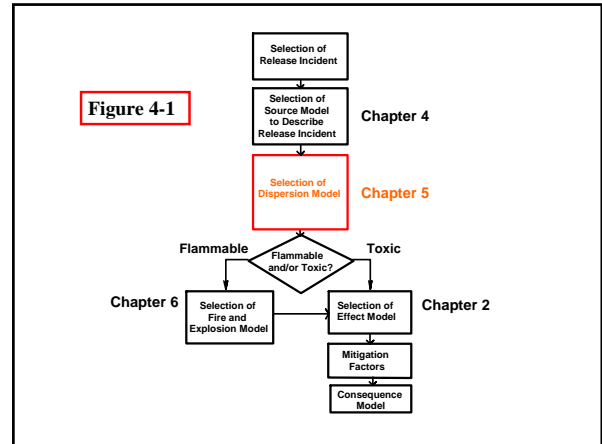 Selection of
Release Incident
Figure 4-1
Selection of
Source Model
to Describe
Release Incident
Chapter 4
Selection of
Dispersion Model
Chapter 5
Flammable
Flammable
and/or Toxic?
Toxic
Chapter 6
Selection of
Fire and
Explosion Model
Selection of
Effect Model
Chapter 2
Mitigation
Factors
Consequence
Model